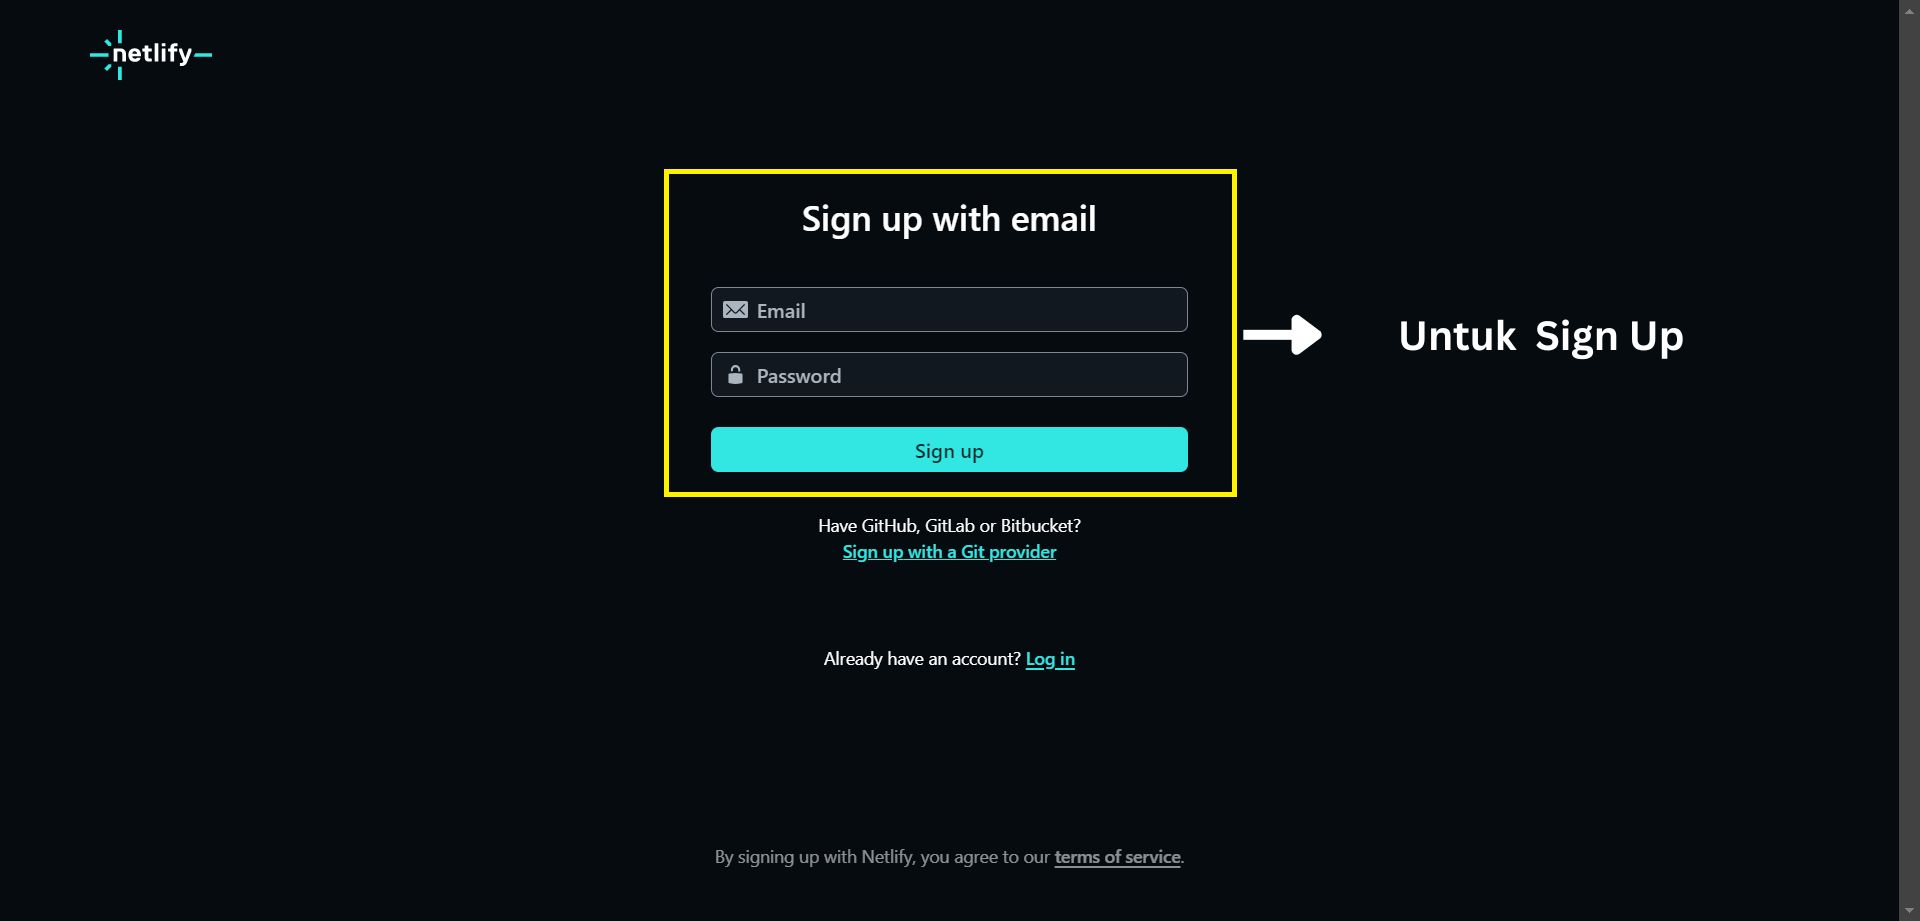 netlify
Sign up with email
Email
Password
Sign up
Untuk Sign Up
Have GitHub, GitLab or Bitbucket?
Sign up with a Git provider
Already have an account? Log in
By signing up with Netlify, you agree to our terms of service.